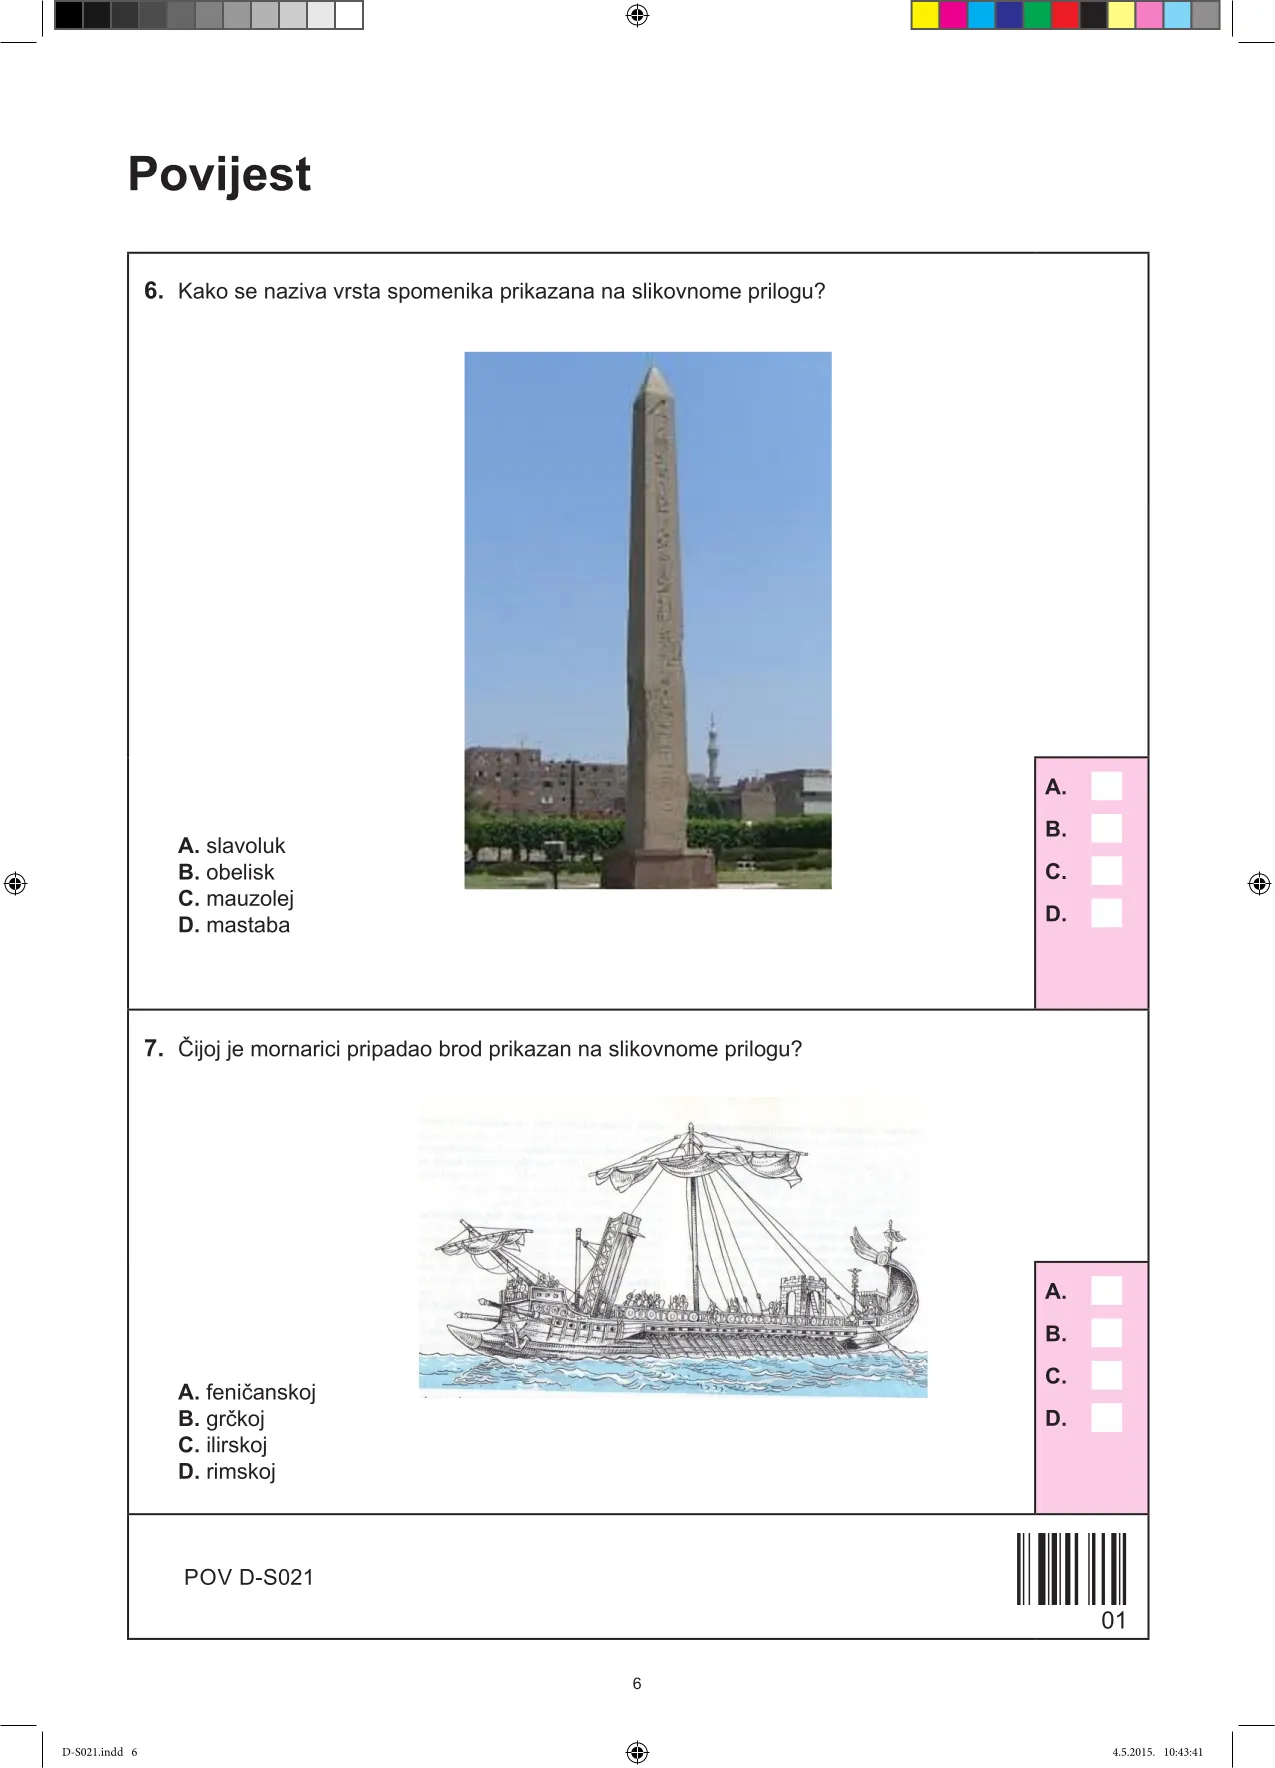 Povijest
6. Kako se naziva vrsta spomenika prikazana na slikovnome prilogu?
A. slavoluk
B. obelisk
C. mauzolej
D. mastaba
A.
B.
C.
D.
7. Čijoj je mornarici pripadao brod prikazan na slikovnome prilogu?
A. feničanskoj
B. grčkoj
C. ilirskoj
D. rimskoj
A.
B.
C.
D.
POV D-S021
01
6
D-S021.indd 6
4.5.2015. 10:43:41